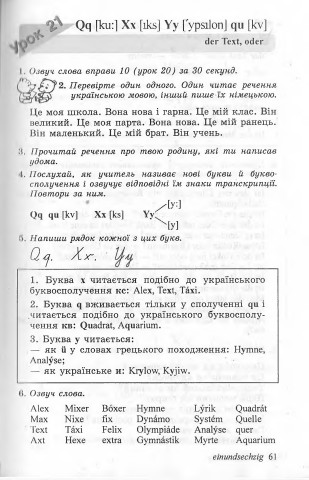 Урок 21
Qq [ku:] Xx [ɪks] Yy ['ʏpsɪlon] qu [kv]
der Text, oder
1. Озвуч слова вправи 10 (урок 20) за 30 секунд.
2. Перевірте один одного. Один читає речення
українською мовою, інший пише їх німецькою.
Це моя школа. Вона нова і гарна. Це мій клас. Він
великий. Це моя парта. Вона нова. Це мій ранець.
Він маленький. Це мій брат. Він учень.
3. Прочитай речення про твою родину, які ти написав
удома.
4. Послухай, як учитель називає нові букви й букво-
сполучення і озвучує відповідні їм знаки транскрипції.
Повтори за ним.
Qq qu [kv] Xx [ks] Yy [y:]
[y]
5. Напиши рядок кожної з цих букв.
Qq. Xx. Yy
1. Буква x читається подібно до українського
буквосполучення кс: Alex, Text, Táxi.
2. Буква q вживається тільки у сполученні qu і
читається подібно до українського буквосполу-
чення кв: Quadrat, Aquarium.
3. Буква y читається:
— як ü у словах грецького походження: Hymne,
Analýse;
— як українське и: Krylow, Kyjiw.
6. Озвуч слова.
Alex Mixer Bóxer Hymne Lýrik Quadrát
Max Nixe fix Dynámo Systém Quelle
Text Táxi Felix Olympiáde Analýse quer
Axt Hexe extra Gymnástik Myrte Aquarium
einundsechzig 61